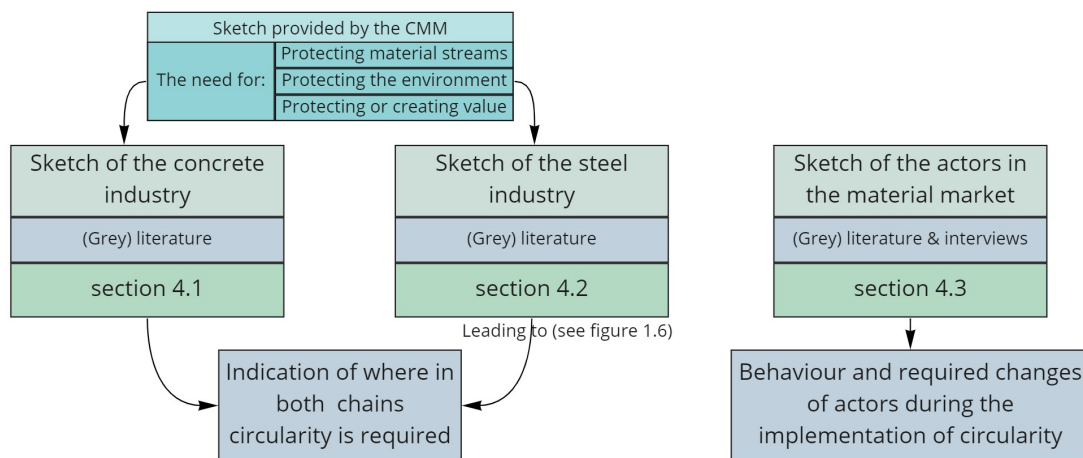 Sketch provided by the CMM
The need for:
Protecting material streams
Protecting the environment
Protecting or creating value
Sketch of the concrete
industry
(Grey) literature
section 4.1
Sketch of the steel
industry
(Grey) literature
section 4.2
Sketch of the actors in
the material market
(Grey) literature & interviews
section 4.3
Leading to (see figure 1.6)
Indication of where in
both chains
circularity is required
Behaviour and required changes
of actors during the
implementation of circularity